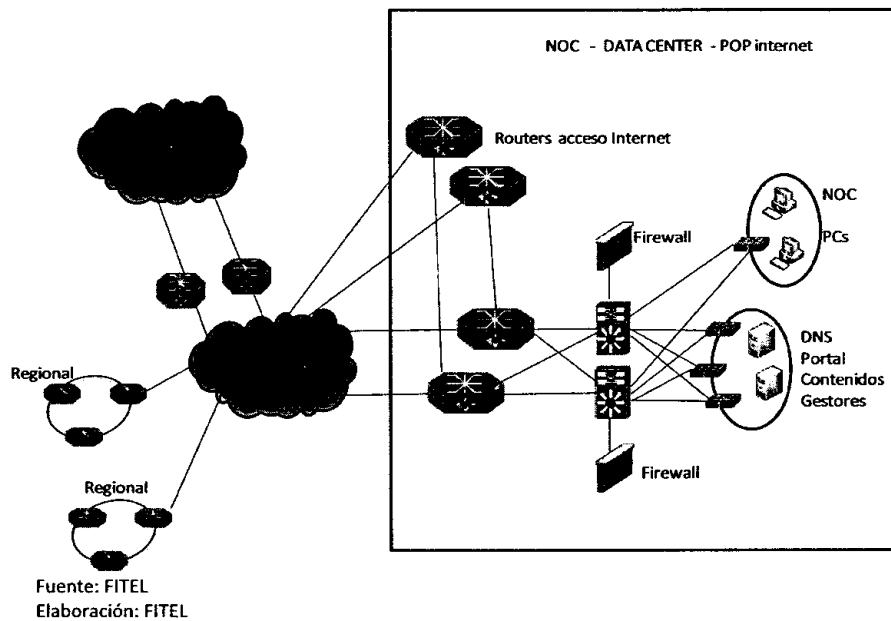 NOC - DATA CENTER - POP internet
Routers acceso Internet
NOC
Firewall
PCs
DNS
Portal
Contenidos
Gestores
Regional
Firewall
Regional
Fuente: FITEL
Elaboración: FITEL